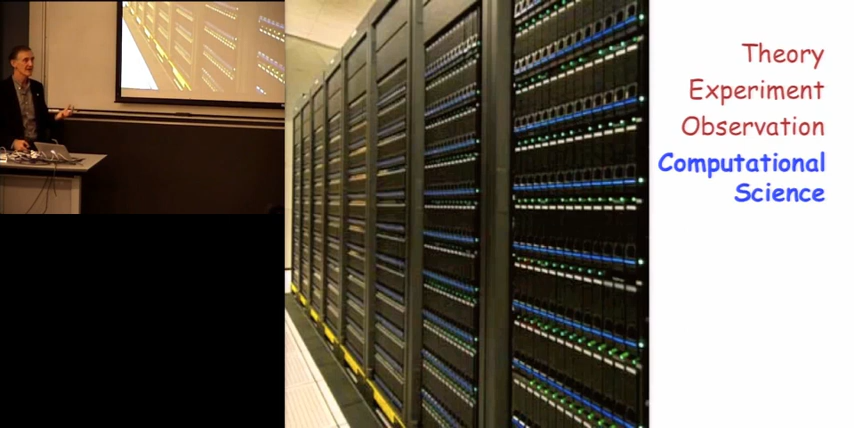 Theory
Experiment
Observation
Computational
Science